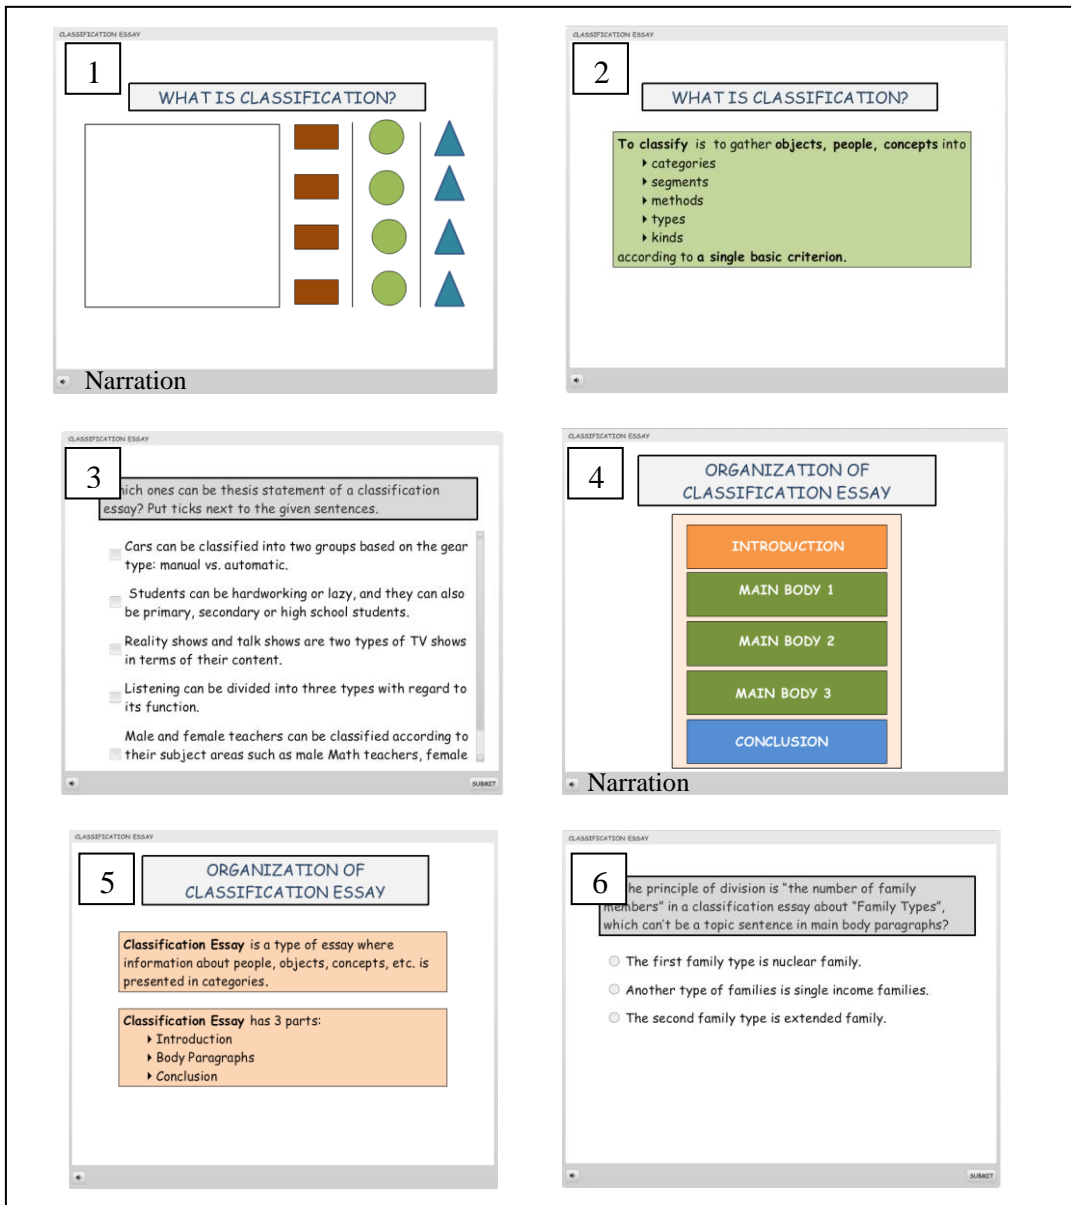 CLASSIFICATION ESSAY
1
WHAT IS CLASSIFICATION?
Narration
CLASSIFICATION ESSAY
2
WHAT IS CLASSIFICATION?
To classify is to gather objects, people, concepts into
categories
segments
methods
types
kinds
according to a single basic criterion.
CLASSIFICATION ESSAY
3
hich ones can be thesis statement of a classification
essay? Put ticks next to the given sentences.
Cars can be classified into two groups based on the gear
type: manual vs. automatic.
Students can be hardworking or lazy, and they can also
be primary, secondary or high school students.
Reality shows and talk shows are two types of TV shows
in terms of their content.
Listening can be divided into three types with regard to
its function.
Male and female teachers can be classified according to
their subject areas such as male Math teachers, female
SUBMIT
CLASSIFICATION ESSAY
4
ORGANIZATION OF
CLASSIFICATION ESSAY
INTRODUCTION
MAIN BODY 1
MAIN BODY 2
MAIN BODY 3
CONCLUSION
Narration
CLASSIFICATION ESSAY
5
ORGANIZATION OF
CLASSIFICATION ESSAY
Classification Essay is a type of essay where
information about people, objects, concepts, etc. is
presented in categories.
Classification Essay has 3 parts:
Introduction
Body Paragraphs
Conclusion
CLASSIFICATION ESSAY
6
he principle of division is "the number of family
members" in a classification essay about "Family Types",
which can't be a topic sentence in main body paragraphs?
The first family type is nuclear family.
Another type of families is single income families.
The second family type is extended family.
SUBMIT